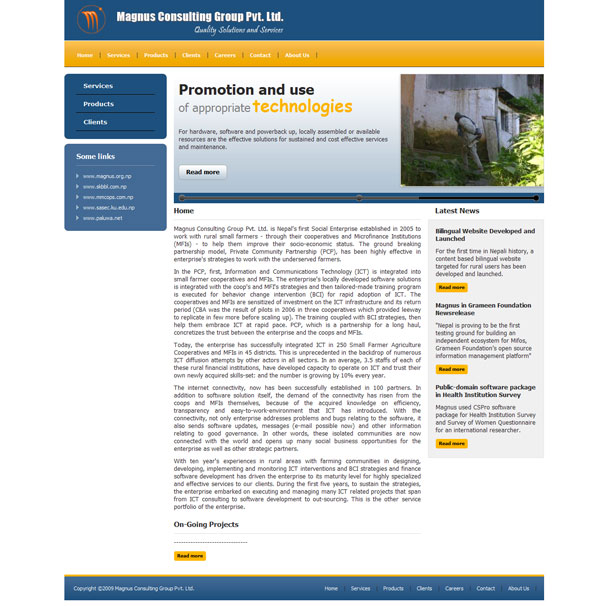 Magnus Consulting Group Pvt. Ltd.
Quality Solutions and Services
Home | Services | Products | Clients | Careers | Contact | About Us |
Services
Products
Clients
Some links
www.magnus.org.np
www.skbbl.com.np
www.nmcops.com.np
www.sasec.ku.edu.np
www.paluwa.net
Promotion and use
of appropriate technologies
For hardware, software and powerback up, locally assembled or available
resources are the effective solutions for sustained and cost effective services
and maintenance.
Read more
Home
Magnus Consulting Group Pvt. Ltd. is Nepal's first Social Enterprise established in 2005 to
work with rural small farmers - through their cooperatives and Microfinance Institutions
(MFIs) - to help them improve their socio-economic status. The ground breaking
partnership model, Private Community Partnership (PCP), has been highly effective in
enterprise's strategies to work with the underserved farmers.
In the PCP, first, Information and Communications Technology (ICT) is integrated into
small farmer cooperatives and MFIs. The enterprise's locally developed software solutions
is integrated with the coop's and MFI's strategies and then tailored-made training program
is executed for behavior change intervention (BCI) for rapid adoption of ICT. The
cooperatives and MFIs are sensitized of investment on the ICT infrastructure and its return
period (CBA was the result of pilots in 2006 in three cooperatives which provided leeway
to replicate in few more before scaling up). The training coupled with BCI strategies, then
help them embrace ICT at rapid pace. PCP, which is a partnership for a long haul,
concretizes the trust between the enterprise and the coops and MFIs.
Today, the enterprise has successfully integrated ICT in 250 Small Farmer Agriculture
Cooperatives and MFIs in 45 districts. This is unprecedented in the backdrop of numerous
ICT diffusion attempts by other actors in all sectors. In an average, 3.5 staffs of each of
these rural financial institutions, have developed capacity to operate on ICT and trust their
own newly acquired skills-set: and the number is growing by 10% every year.
The internet connectivity, now has been successfully established in 100 partners. In
addition to software solution itself, the demand of the connectivity has risen from the
coops and MFIs themselves, because of the acquired knowledge on efficiency,
transparency and easy-to-work-environment that ICT has introduced. With the
connectivity, not only enterprise addresses problems and bugs relating to the software, it
also sends software updates, messages (e-mail possible now) and other information
relating to good governance. In other words, these isolated communities are now
connected with the world and opens up many social business opportunities for the
enterprise as well as other strategic partners.
With ten year's experiences in rural areas with farming communities in designing,
developing, implementing and monitoring ICT interventions and BCI strategies and finance
software development has driven the enterprise to its maturity level for highly specialized
and effective services to our clients. During the first five years, to sustain the strategies,
the enterprise embarked on executing and managing many ICT related projects that span
from ICT consulting to software development to out-sourcing. This is the other service
portfolio of the enterprise.
On-Going Projects
------------------------------
Read more
Latest News
Bilingual Website Developed and
Launched
For the first time in Nepal history, a
content based bilingual website
targeted for rural users has been
developed and launched.
Read more
Magnus in Grameen Foundation
Newsrelease
"Nepal is proving to be the first
testing ground for building an
independent ecosystem for Mifos,
Grameen Foundation's open source
information management platform"
Read more
Public-domain software package
in Health Institution Survey
Magnus used CSPro software
package for Health Institution Survey
and Survey of Women Questionnaire
for an international researcher.
Read more
Copyright ©2009 Magnus Consulting Group Pvt. Ltd.
Home | Services | Products | Clients | Careers | Contact | About Us |